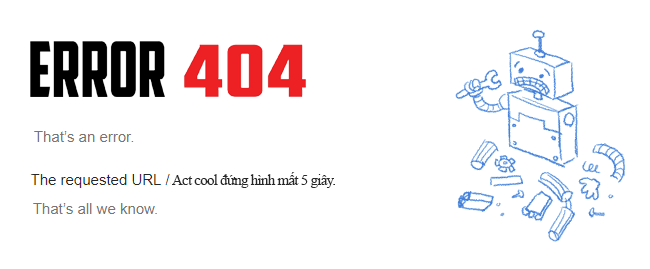 ERROR 404
That's an error.
The requested URL / Act cool đứng hình mất 5 giây.
That's all we know.